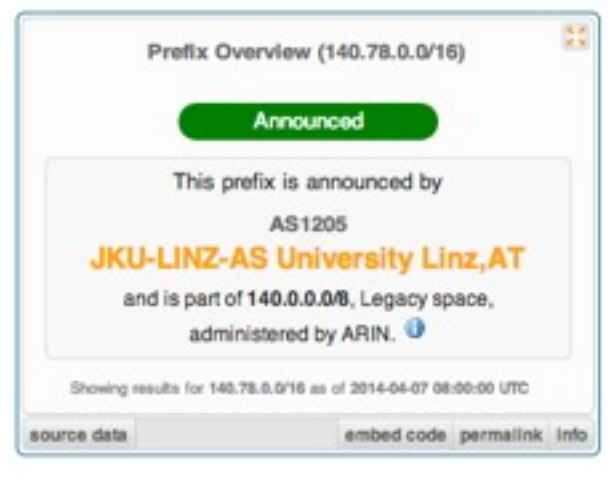 Prefix Overview (140.78.0.0/16)
Announced
This prefix is announced by
AS1205
JKU-LINZ-AS University Linz,AT
and is part of 140.0.0.0/8, Legacy space,
administered by ARIN.
Showing results for 140.78.0.0/16 as of 2014-04-07 08:00:00 UTC
source data embed code permalink info